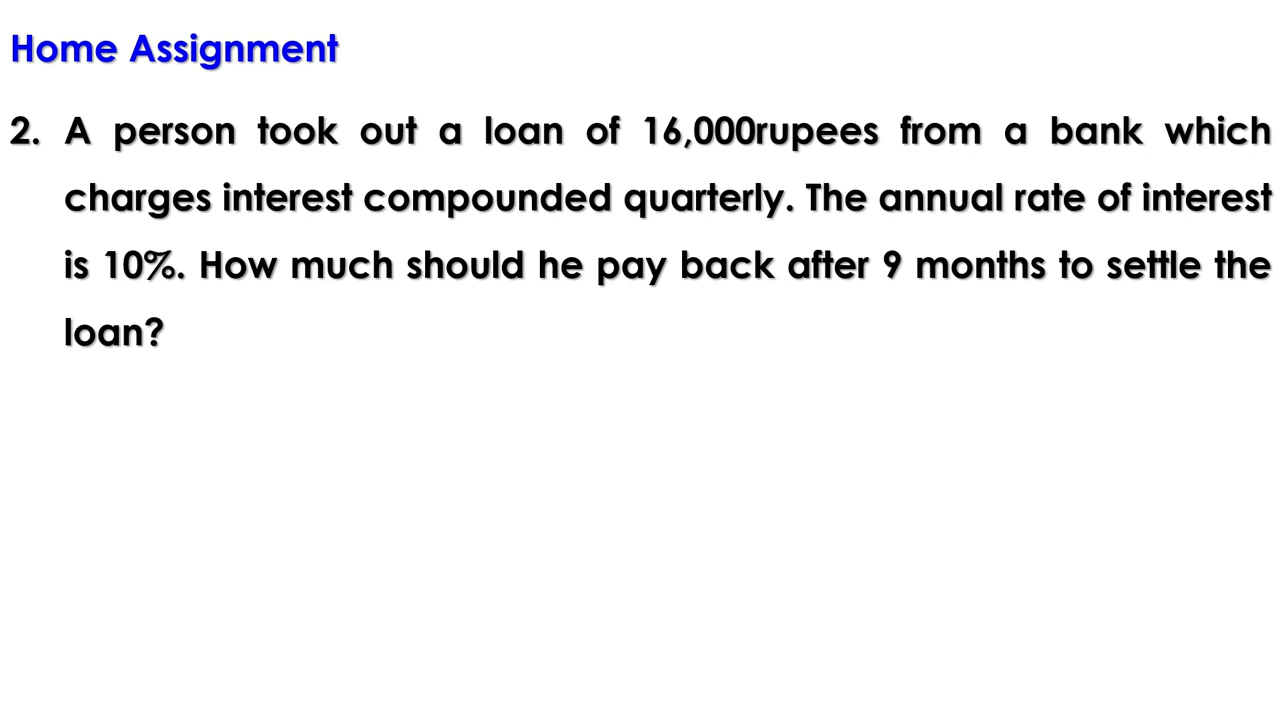 Home Assignment
2. A person took out a loan of 16,000rupees from a bank which
charges interest compounded quarterly. The annual rate of interest
is 10%. How much should he pay back after 9 months to settle the
loan?